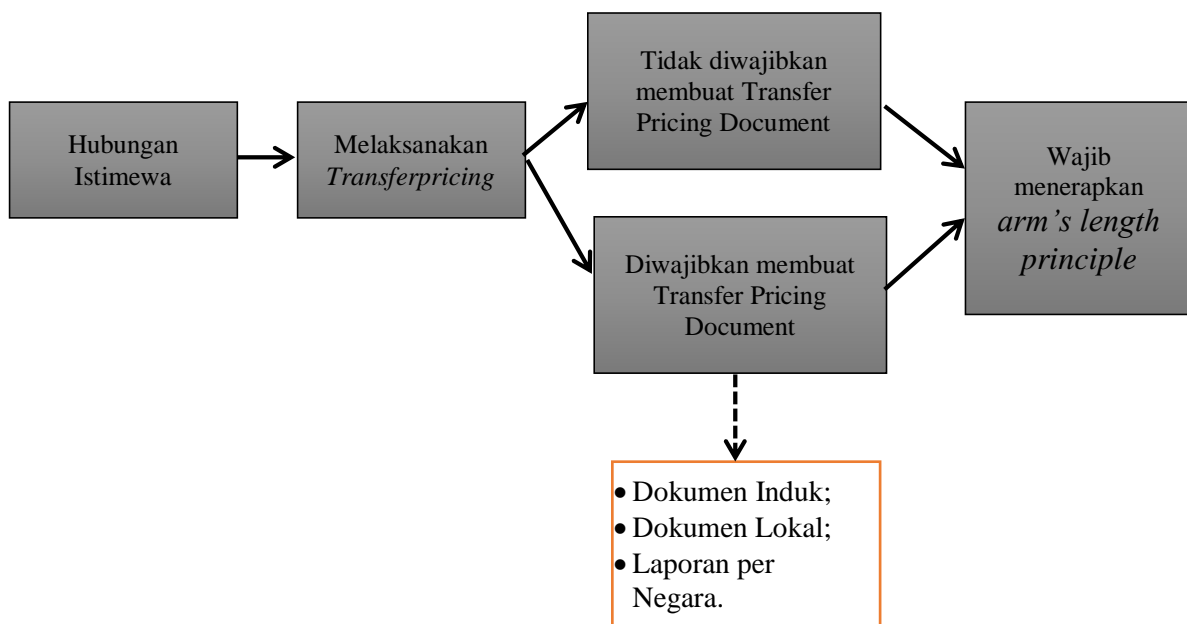 Hubungan
Istimewa
Melaksanakan
Transferpricing
Tidak diwajibkan
membuat Transfer
Pricing Document
Diwajibkan membuat
Transfer Pricing
Document
Wajib
menerapkan
arm’s length
principle
• Dokumen Induk;
• Dokumen Lokal;
• Laporan per
Negara.